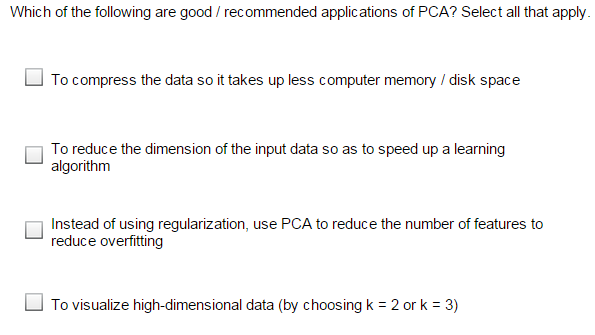 Which of the following are good / recommended applications of PCA? Select all that apply.
To compress the data so it takes up less computer memory / disk space
To reduce the dimension of the input data so as to speed up a learning
algorithm
Instead of using regularization, use PCA to reduce the number of features to
reduce overfitting
To visualize high-dimensional data (by choosing k = 2 or k = 3)